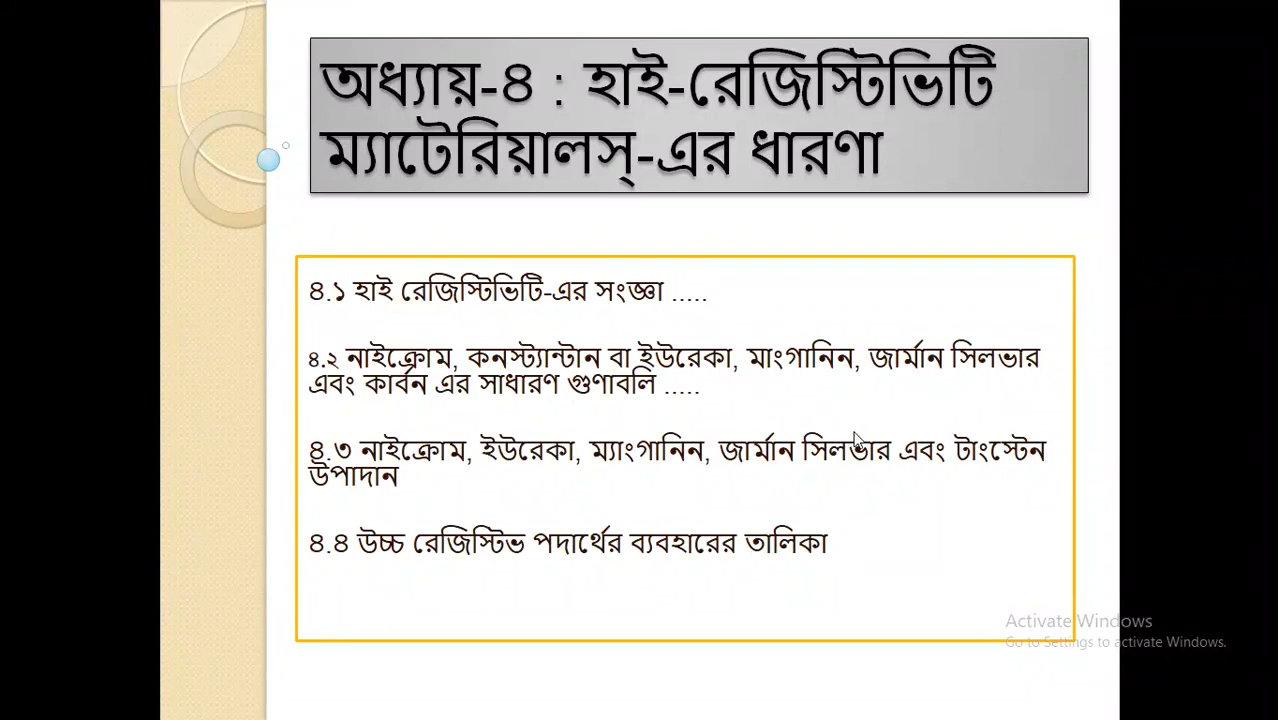 অধ্যায়-৪ : হাই-রেজিস্টিভিটি
ম্যাটেরিয়ালস্-এর ধারণা
৪.১ হাই রেজিস্টিভিটি-এর সংজ্ঞা .....
৪.২ নাইক্রোম, কনস্ট্যান্টান বা ইউরেকা, মাংগানিন, জার্মান সিলভার
এবং কার্বন এর সাধারণ গুণাবলি .....
৪.৩ নাইক্রোম, ইউরেকা, ম্যাংগানিন, জার্মান সিলভার এবং টাংস্টেন
উপাদান
৪.৪ উচ্চ রেজিস্টিভ পদার্থের ব্যবহারের তালিকা
Activate Windows
Go to Settings to activate Windows.